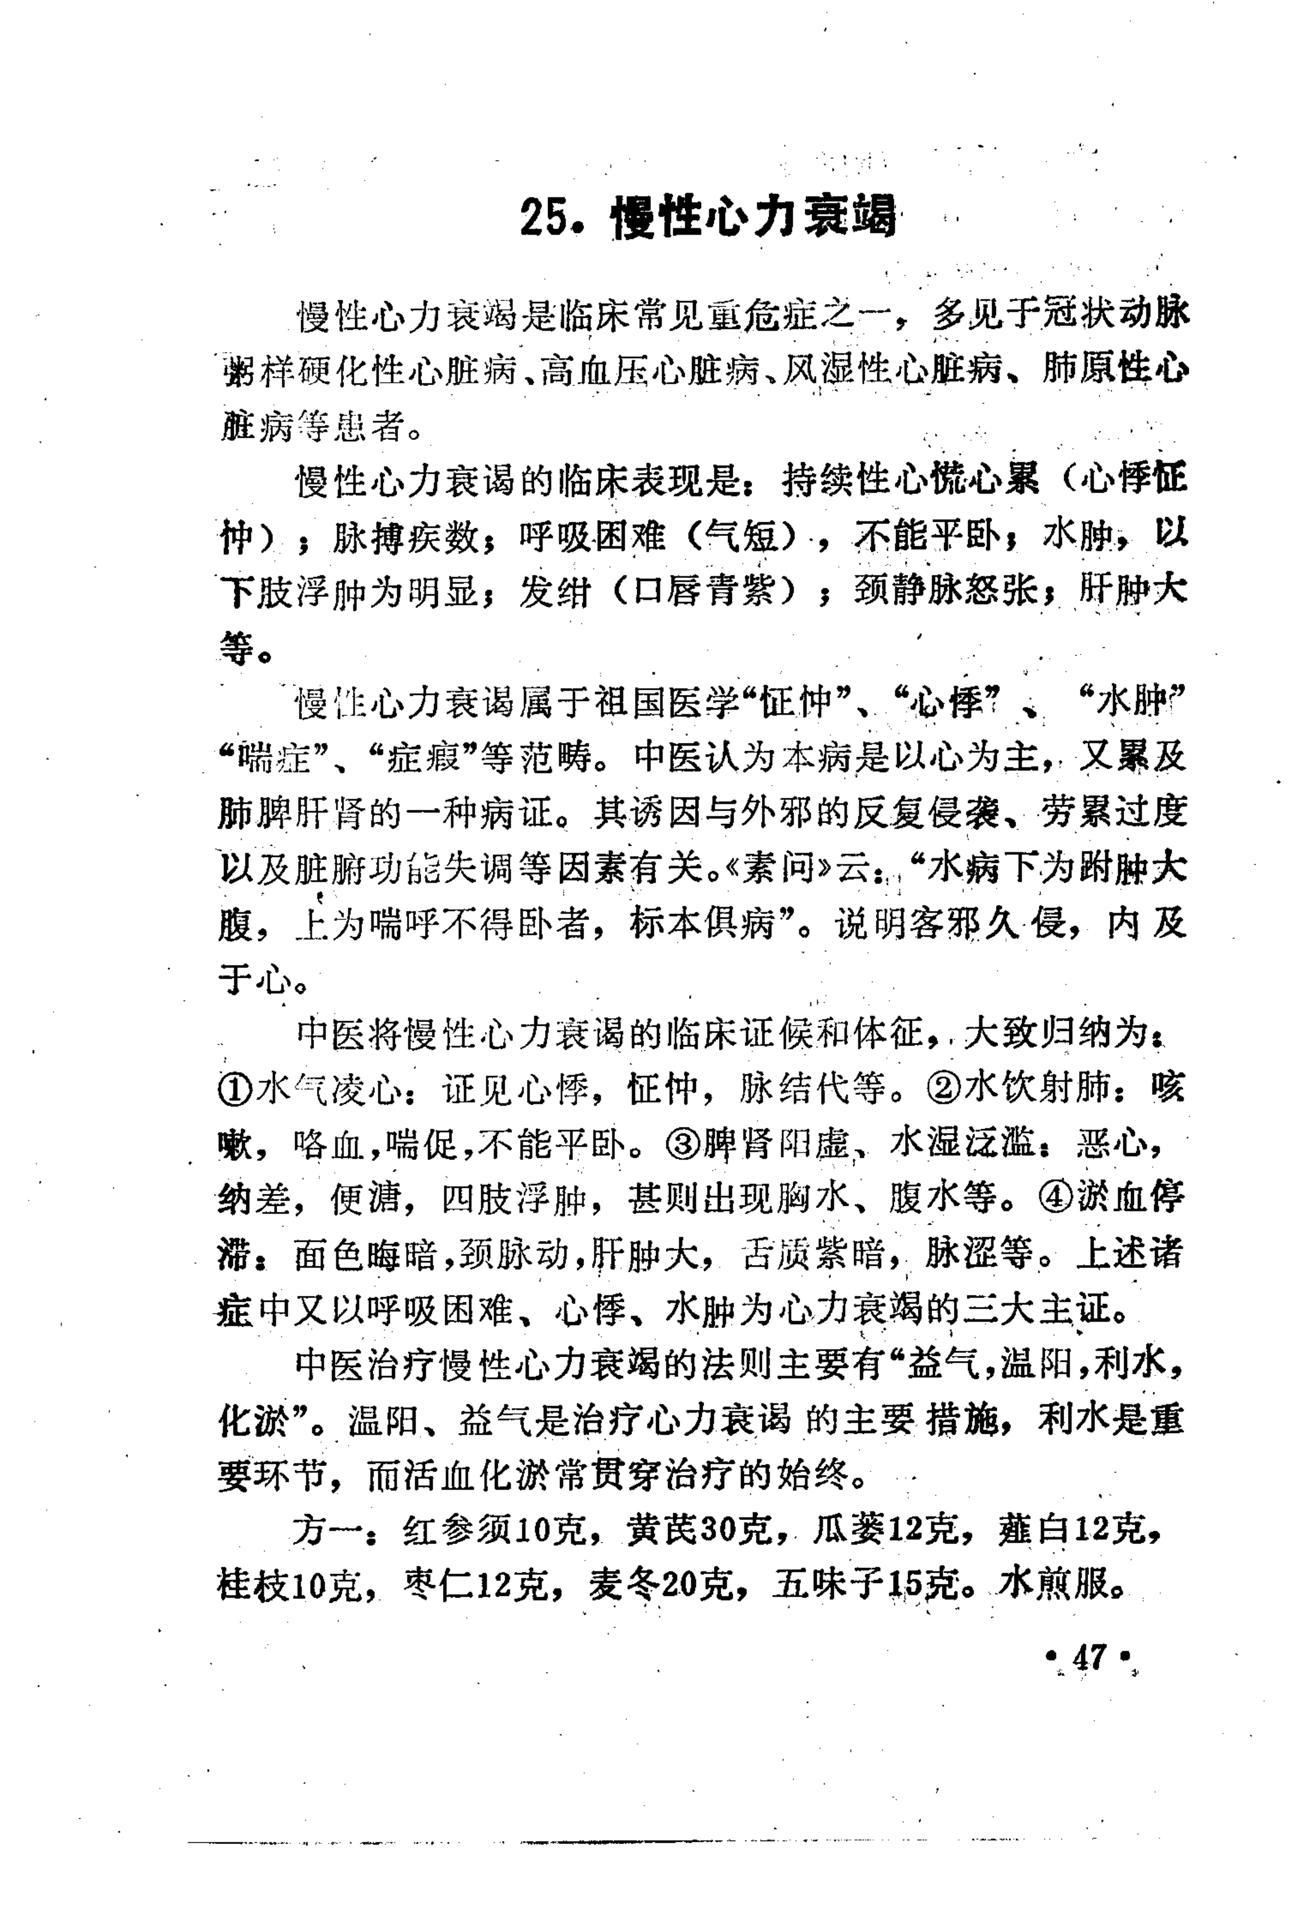 25. 慢性心力衰竭
慢性心力衰竭是临床常见重危症之一，多见于冠状动脉
粥样硬化性心脏病、高血压心脏病、风湿性心脏病、肺原性心
脏病等患者。
慢性心力衰谒的临床表现是：持续性心慌心累（心悸怔
忡）；脉搏疾数；呼吸困难（气短），不能平卧；水肿，以
下肢浮肿为明显；发绀（口唇青紫）；颈静脉怒张；肝肿大
等。
慢性心力衰谒属于祖国医学“怔忡”、“心悸”、“水肿”
“喘症”、“症瘕”等范畴。中医认为本病是以心为主，又累及
肺脾肝肾的一种病证。其诱因与外邪的反复侵袭、劳累过度
以及脏腑功能失调等因素有关。《素问》云：“水病下为胕肿大
腹，上为喘呼不得卧者，标本俱病”。说明客邪久侵，内及
于心。
中医将慢性心力衰谒的临床证候和体征，大致归纳为：
①水气凌心：证见心悸，怔忡，脉结代等。②水饮射肺：咳
嗽，咯血，喘促，不能平卧。③脾肾阳虚、水湿泛滥：恶心，
纳差，便溏，四肢浮肿，甚则出现胸水、腹水等。④淤血停
滞：面色晦暗，颈脉动，肝肿大，舌质紫暗，脉涩等。上述诸
症中又以呼吸困难、心悸、水肿为心力衰竭的三大主证。
中医治疗慢性心力衰竭的法则主要有“益气，温阳，利水，
化淤”。温阳、益气是治疗心力衰谒的主要措施，利水是重
要环节，而活血化淤常贯穿治疗的始终。
方一：红参须10克，黄芪30克，瓜蒌12克，薤白12克，
桂枝10克，枣仁12克，麦冬20克，五味子15克。水煎服。
• 47 •